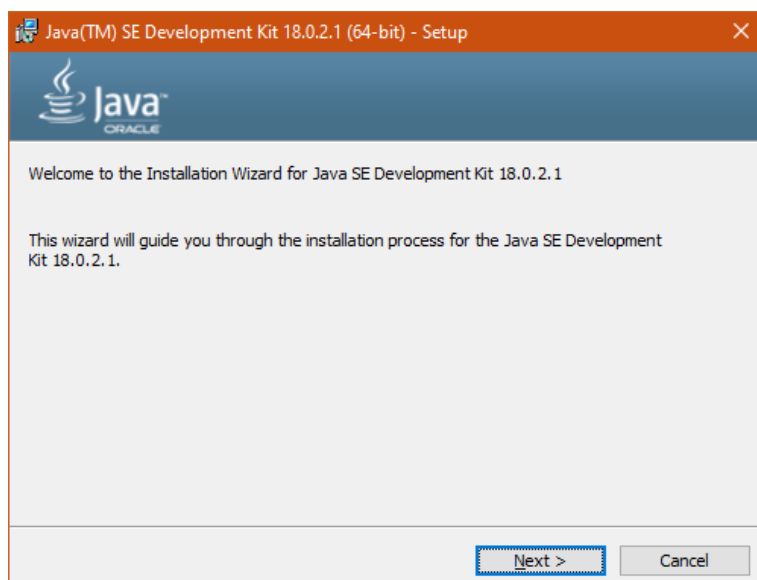 Java(TM) SE Development Kit 18.0.2.1 (64-bit) - Setup
Java™
ORACLE
Welcome to the Installation Wizard for Java SE Development Kit 18.0.2.1
This wizard will guide you through the installation process for the Java SE Development
Kit 18.0.2.1.
Next >
Cancel